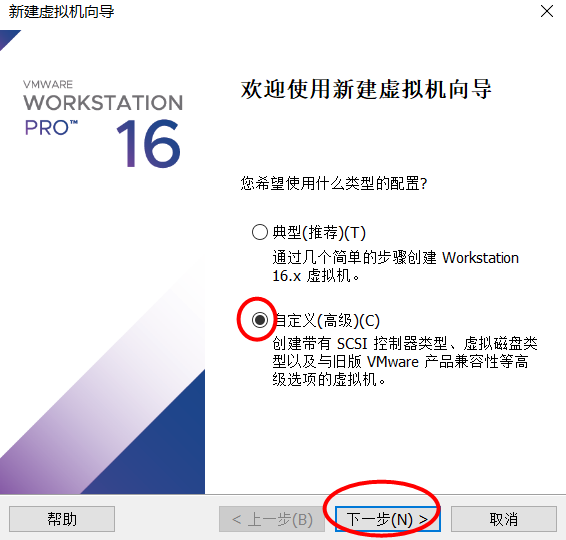 新建虚拟机向导
VMWARE
WORKSTATION
PRO™
16
欢迎使用新建虚拟机向导
您希望使用什么类型的配置?
典型(推荐)(T)
通过几个简单的步骤创建 Workstation
16.x 虚拟机。
自定义(高级)(C)
创建带有 SCSI 控制器类型、虚拟磁盘类
型以及与旧版 VMware 产品兼容性等高
级选项的虚拟机。
帮助
< 上一步(B)
下一步(N) >
取消